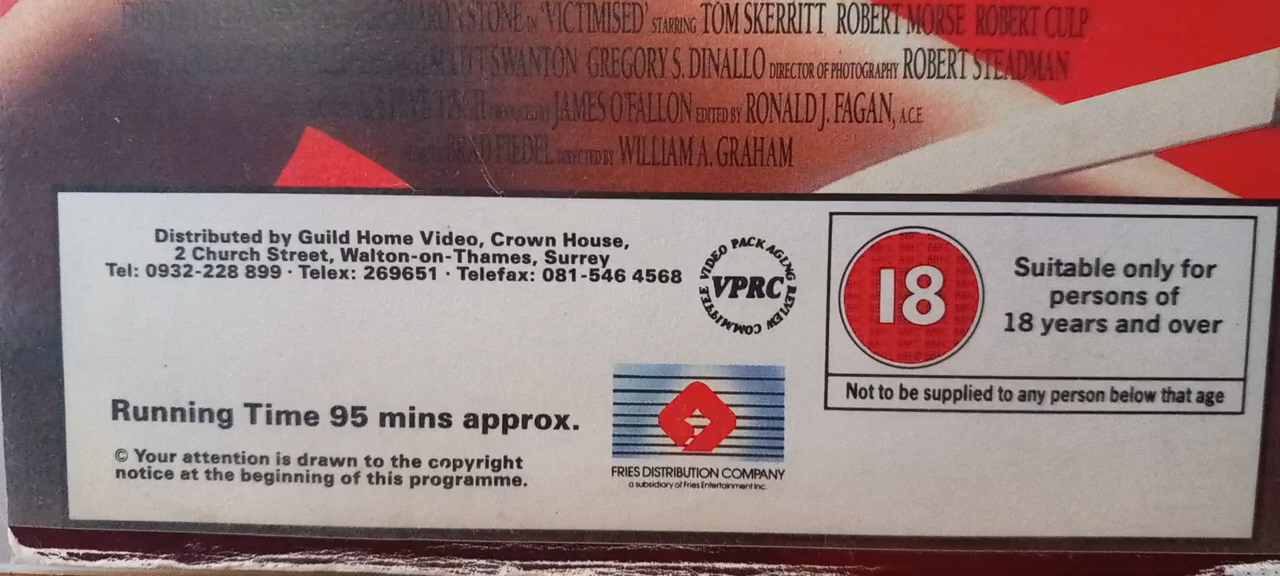 STONE IN 'VICTIMISED' STARRING TOM SKERRITT ROBERT MORSE ROBERT CULP
SCOTT SWANTON GREGORY S. DINALLO DIRECTOR OF PHOTOGRAPHY ROBERT STEADMAN
PRODUCED BY JAMES O'FALLON EDITED BY RONALD J. FAGAN, A.C.E.
BRAD FIEDEL DIRECTED BY WILLIAM A. GRAHAM
Distributed by Guild Home Video, Crown House,
2 Church Street, Walton-on-Thames, Surrey
Tel: 0932-228 899 · Telex: 269651 · Telefax: 081-546 4568
VIDEO PACKAGING REVIEW COMMITTEE
VPRC
18
Suitable only for
persons of
18 years and over
Not to be supplied to any person below that age
Running Time 95 mins approx.
© Your attention is drawn to the copyright
notice at the beginning of this programme.
FRIES DISTRIBUTION COMPANY
a subsidiary of Fries Entertainment Inc.